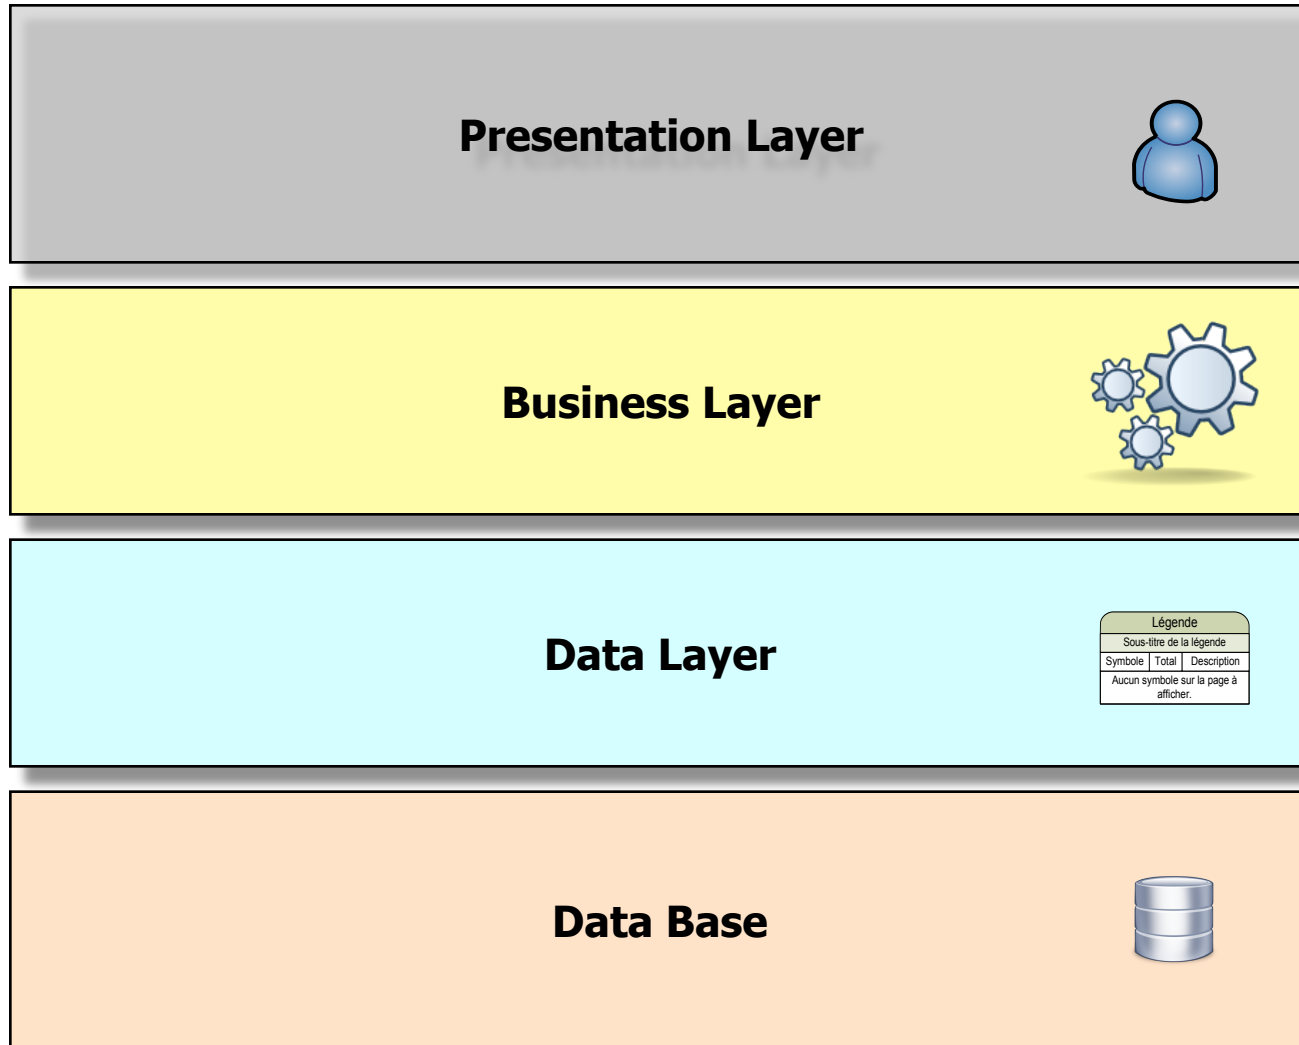 Presentation Layer
Business Layer
Data Layer
Légende
Sous-titre de la légende
Symbole Total Description
Aucun symbole sur la page à
afficher.
Data Base